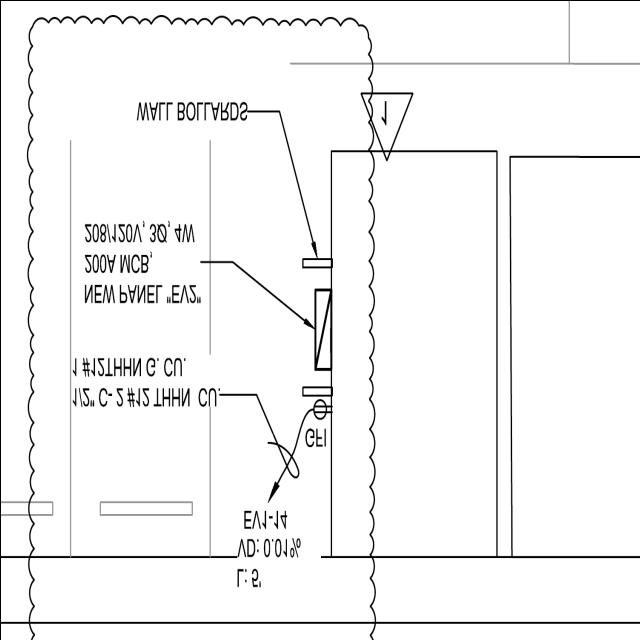 L: 5'
VD: 0.01%
EV1-14
GFI
1/2" C- 2 #12 THHN CU.
1 #12THHN G. CU.
NEW PANEL "EV2"
200A MCB,
208/120V, 3Ø, 4W
WALL BOLLARDS
1